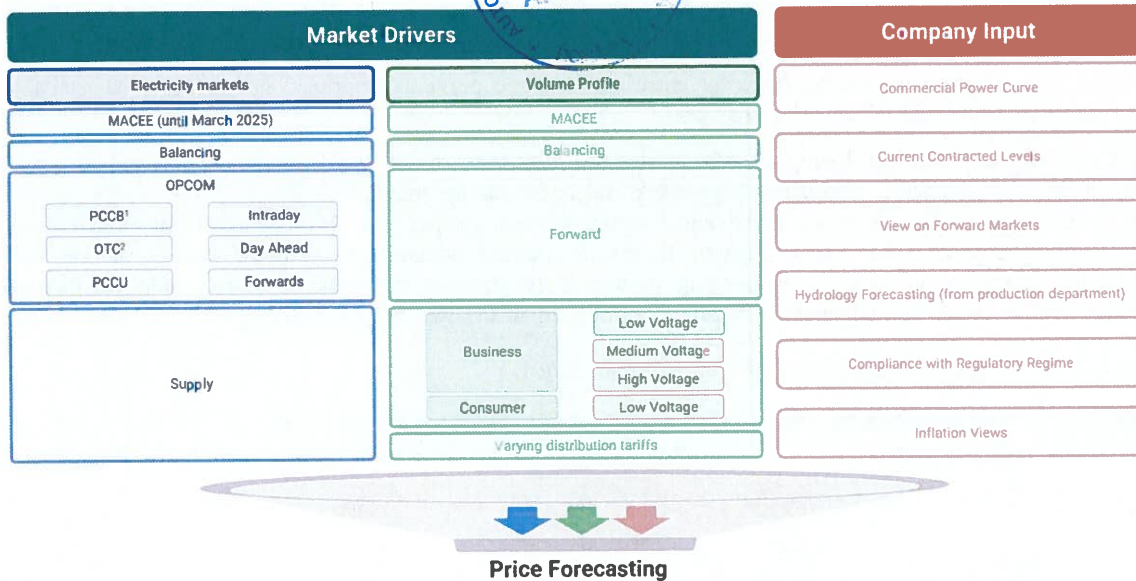 Market Drivers
Company Input
Electricity markets
MACEE (until March 2025)
Balancing
OPCOM
PCCB¹
Intraday
OTC²
Day Ahead
PCCU
Forwards
Supply
Volume Profile
MACEE
Balancing
Forward
Business
Consumer
Low Voltage
Medium Voltage
High Voltage
Low Voltage
Varying distribution tariffs
Commercial Power Curve
Current Contracted Levels
View on Forward Markets
Hydrology Forecasting (from production department)
Compliance with Regulatory Regime
Inflation Views
Price Forecasting